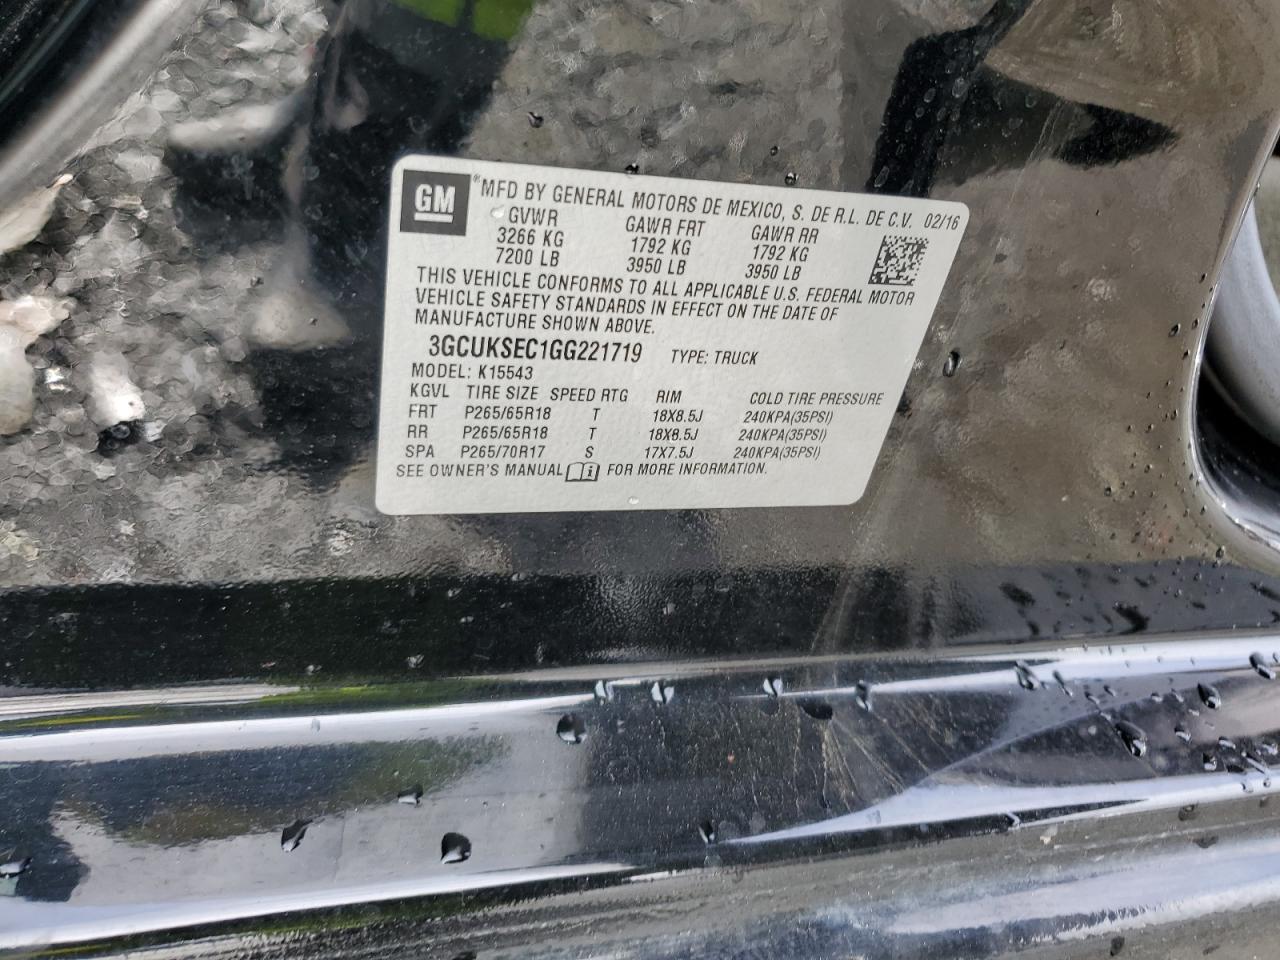 GM ®MFD BY GENERAL MOTORS DE MEXICO, S. DE R.L. DE C.V. 02/16
GVWR GAWR FRT GAWR RR
3266 KG 1792 KG 1792 KG
7200 LB 3950 LB 3950 LB
THIS VEHICLE CONFORMS TO ALL APPLICABLE U.S. FEDERAL MOTOR
VEHICLE SAFETY STANDARDS IN EFFECT ON THE DATE OF
MANUFACTURE SHOWN ABOVE.
3GCUKSEC1GG221719 TYPE: TRUCK
MODEL: K15543
KGVL TIRE SIZE SPEED RTG RIM COLD TIRE PRESSURE
FRT P265/65R18 T 18X8.5J 240KPA(35PSI)
RR P265/65R18 T 18X8.5J 240KPA(35PSI)
SPA P265/70R17 S 17X7.5J 240KPA(35PSI)
SEE OWNER'S MANUAL i FOR MORE INFORMATION.